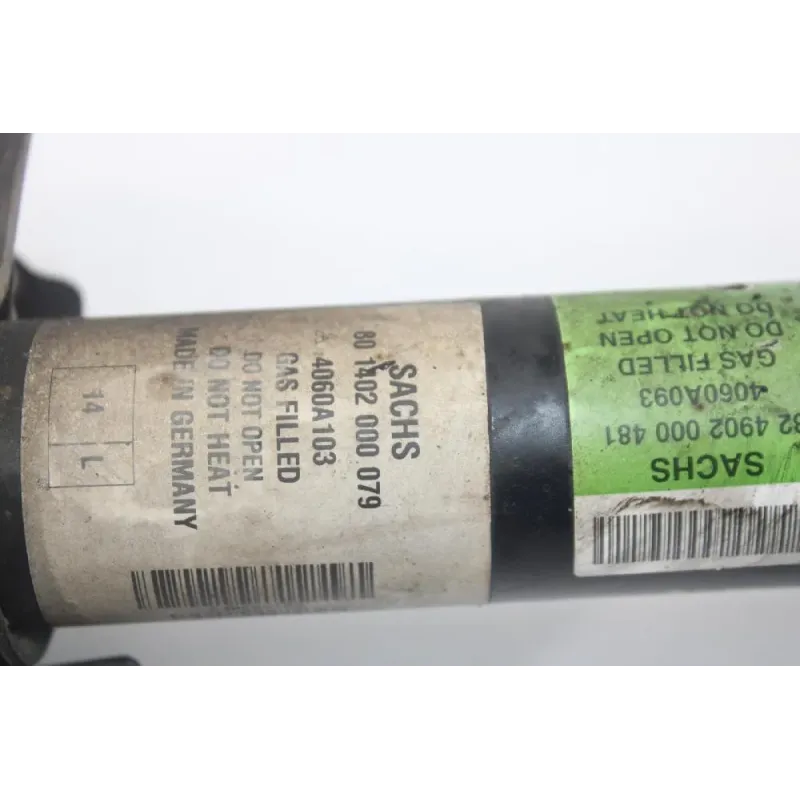 SACHS
80 1402 000 079
4060A103
GAS FILLED
DO NOT OPEN
DO NOT HEAT
MADE IN GERMANY
14
L
SACHS
32 4902 000 481
4060A093
GAS FILLED
DO NOT OPEN
DO NOT HEAT